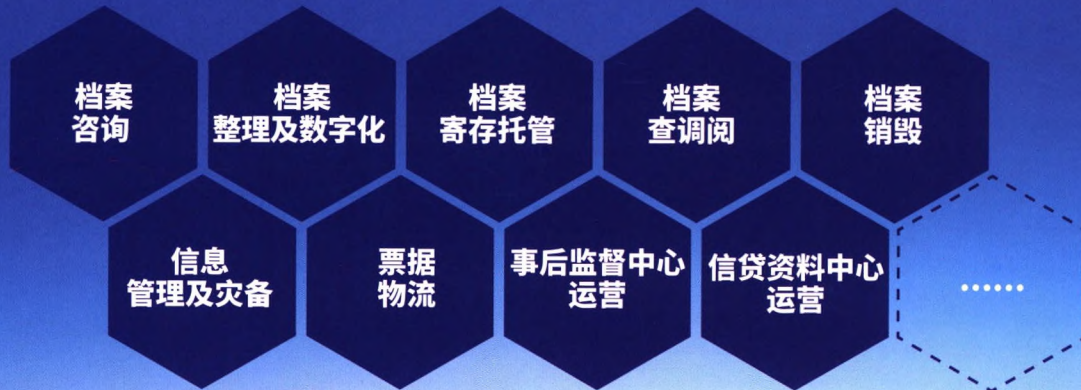 档案
咨询
档案
整理及数字化
档案
寄存托管
档案
查调阅
档案
销毁
信息
管理及灾备
票据
物流
事后监督中心
运营
信贷资料中心
运营
······